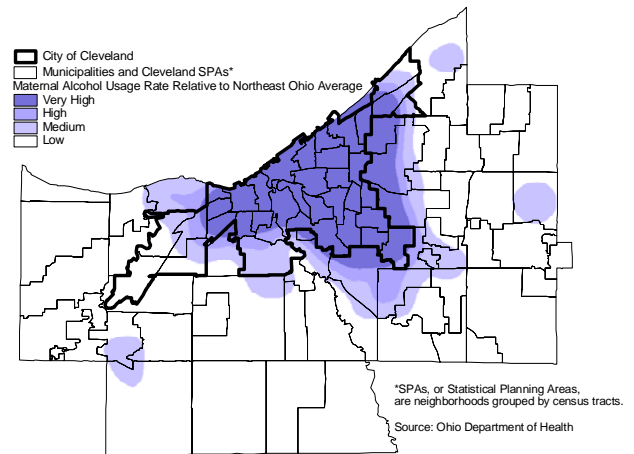 City of Cleveland
Municipalities and Cleveland SPAs*
Maternal Alcohol Usage Rate Relative to Northeast Ohio Average
Very High
High
Medium
Low
*SPAs, or Statistical Planning Areas,
are neighborhoods grouped by census tracts.
Source: Ohio Department of Health